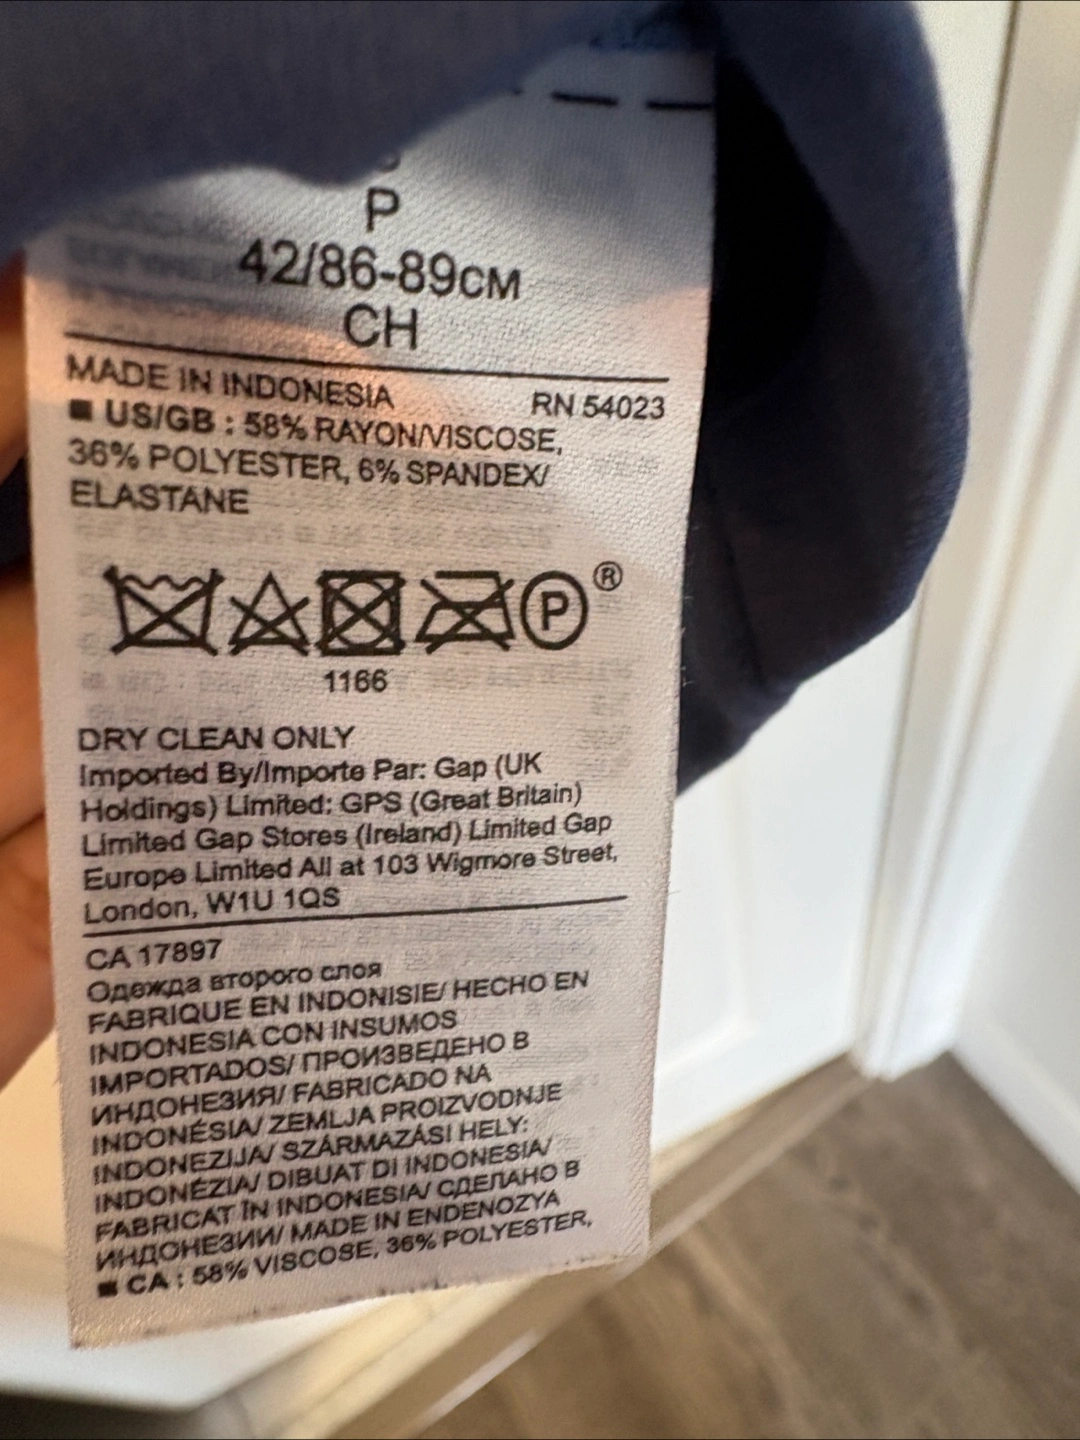 P
42/86-89см
CH
MADE IN INDONESIA RN 54023
■ US/GB : 58% RAYON/VISCOSE,
36% POLYESTER, 6% SPANDEX/
ELASTANE
P ®
1166
DRY CLEAN ONLY
Imported By/Importe Par: Gap (UK
Holdings) Limited: GPS (Great Britain)
Limited Gap Stores (Ireland) Limited Gap
Europe Limited All at 103 Wigmore Street,
London, W1U 1QS
CA 17897
Одежда второго слоя
FABRIQUE EN INDONISIE/ HECHO EN
INDONESIA CON INSUMOS
IMPORTADOS/ ПРОИЗВЕДЕНО В
ИНДОНЕЗИЯ/ FABRICADO NA
INDONÉSIA/ ZEMLJA PROIZVODNJE
INDONEZIJA/ SZÁRMAZÁSI HELY:
INDONÉZIA/ DIBUAT DI INDONESIA/
FABRICAT ÎN INDONESIA/ СДЕЛАНО В
ИНДОНЕЗИИ/ MADE IN ENDENOZYA
■ CA : 58% VISCOSE, 36% POLYESTER,